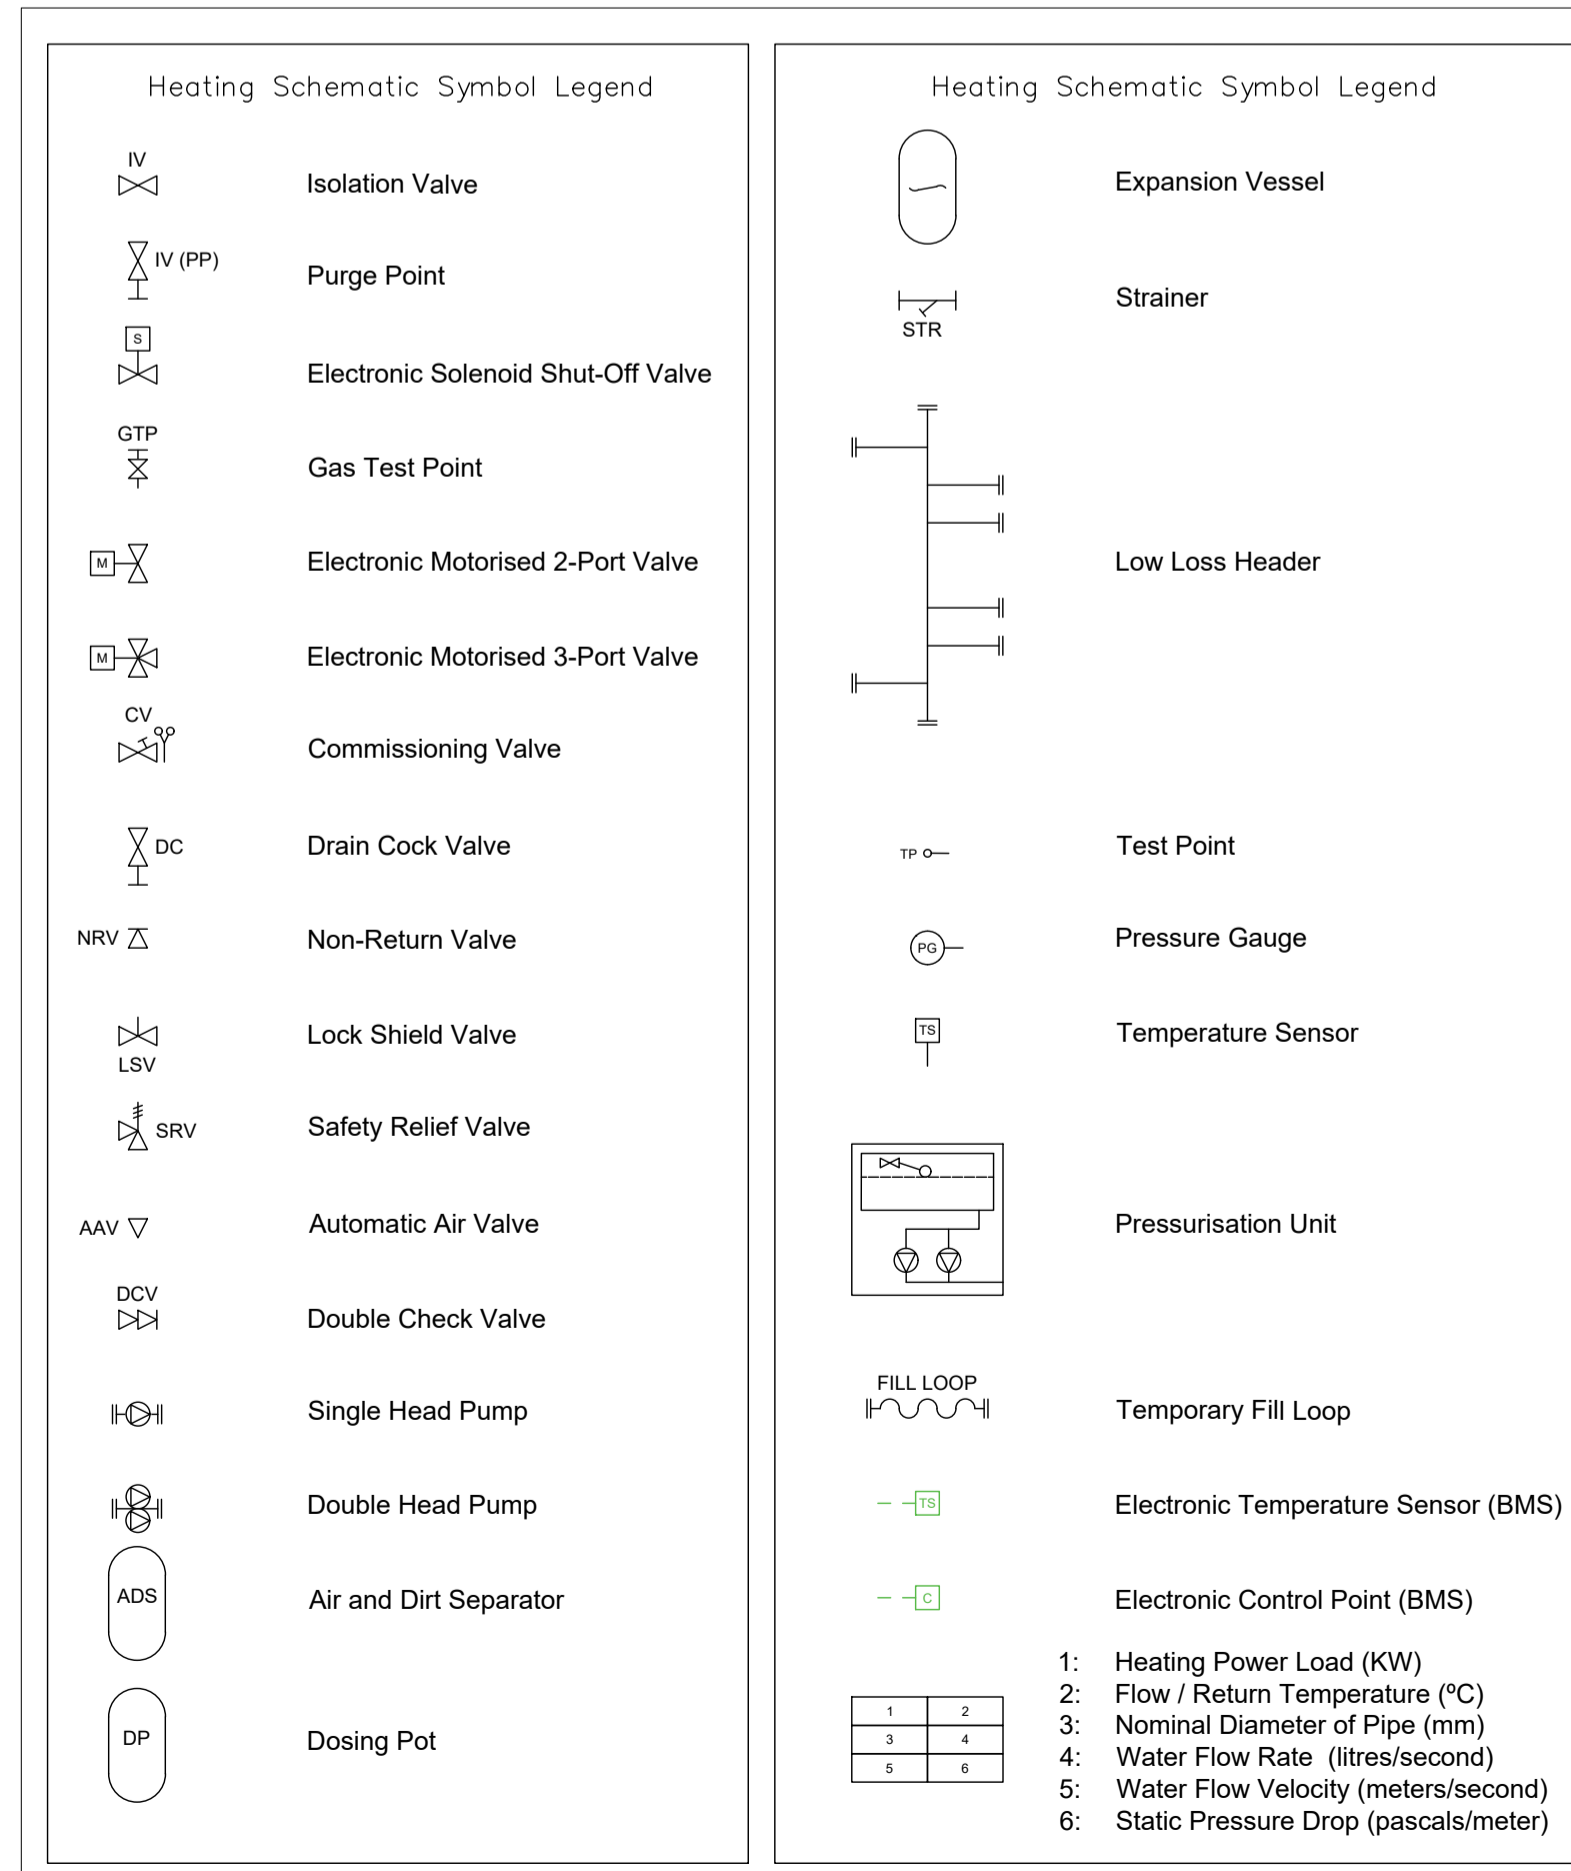 Heating Schematic Symbol Legend
IV
Isolation Valve
IV (PP)
Purge Point
S
Electronic Solenoid Shut-Off Valve
GTP
Gas Test Point
M
Electronic Motorised 2-Port Valve
M
Electronic Motorised 3-Port Valve
CV
Commissioning Valve
DC
Drain Cock Valve
NRV
Non-Return Valve
Lock Shield Valve
LSV
SRV
Safety Relief Valve
AAV
Automatic Air Valve
DCV
Double Check Valve
Single Head Pump
Double Head Pump
ADS
Air and Dirt Separator
DP
Dosing Pot
Heating Schematic Symbol Legend
Expansion Vessel
Strainer
STR
Low Loss Header
TP
Test Point
PG
Pressure Gauge
TS
Temperature Sensor
Pressurisation Unit
FILL LOOP
Temporary Fill Loop
TS
Electronic Temperature Sensor (BMS)
C
Electronic Control Point (BMS)
1 2
3 4
5 6
1: Heating Power Load (KW)
2: Flow / Return Temperature (ºC)
3: Nominal Diameter of Pipe (mm)
4: Water Flow Rate (litres/second)
5: Water Flow Velocity (meters/second)
6: Static Pressure Drop (pascals/meter)